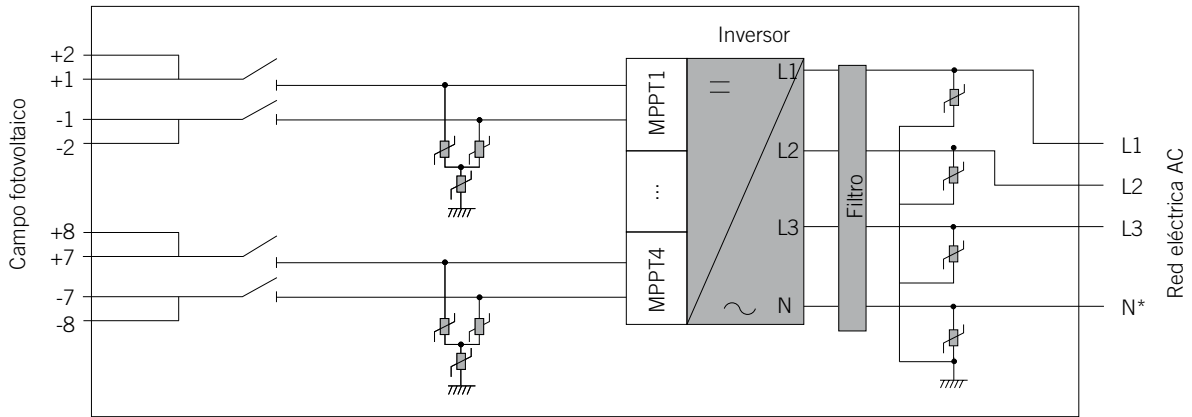 Inversor
Campo fotovoltaico
+2
+1
-1
-2
+8
+7
-7
-8
MPPT1
...
MPPT4
L1
L2
L3
N
Filtro
L1
L2
L3
N*
Red eléctrica AC